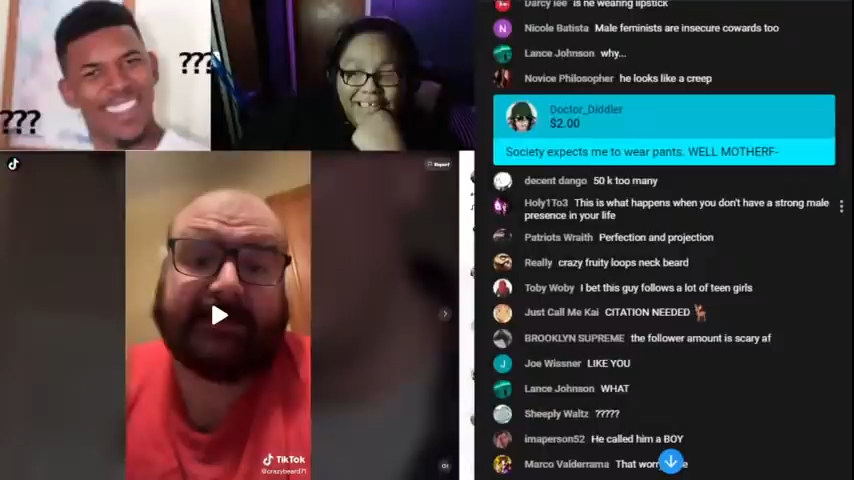 ???
???
Report
TikTok
@crazybeard71
Darcy lee is he wearing lipstick
N
Nicole Batista Male feminists are insecure cowards too
Lance Johnson why...
Novice Philosopher he looks like a creep
Doctor_Diddler
$2.00
Society expects me to wear pants. WELL MOTHERF-
decent dango 50 k too many
Holy1To3 This is what happens when you don't have a strong male
presence in your life
Patriots Wraith Perfection and projection
Really crazy fruity loops neck beard
Toby Woby I bet this guy follows a lot of teen girls
Just Call Me Kai CITATION NEEDED
BROOKLYN SUPREME the follower amount is scary af
J
Joe Wissner LIKE YOU
Lance Johnson WHAT
Sheeply Waltz ?????
imaperson52 He called him a BOY
Marco Valderrama That